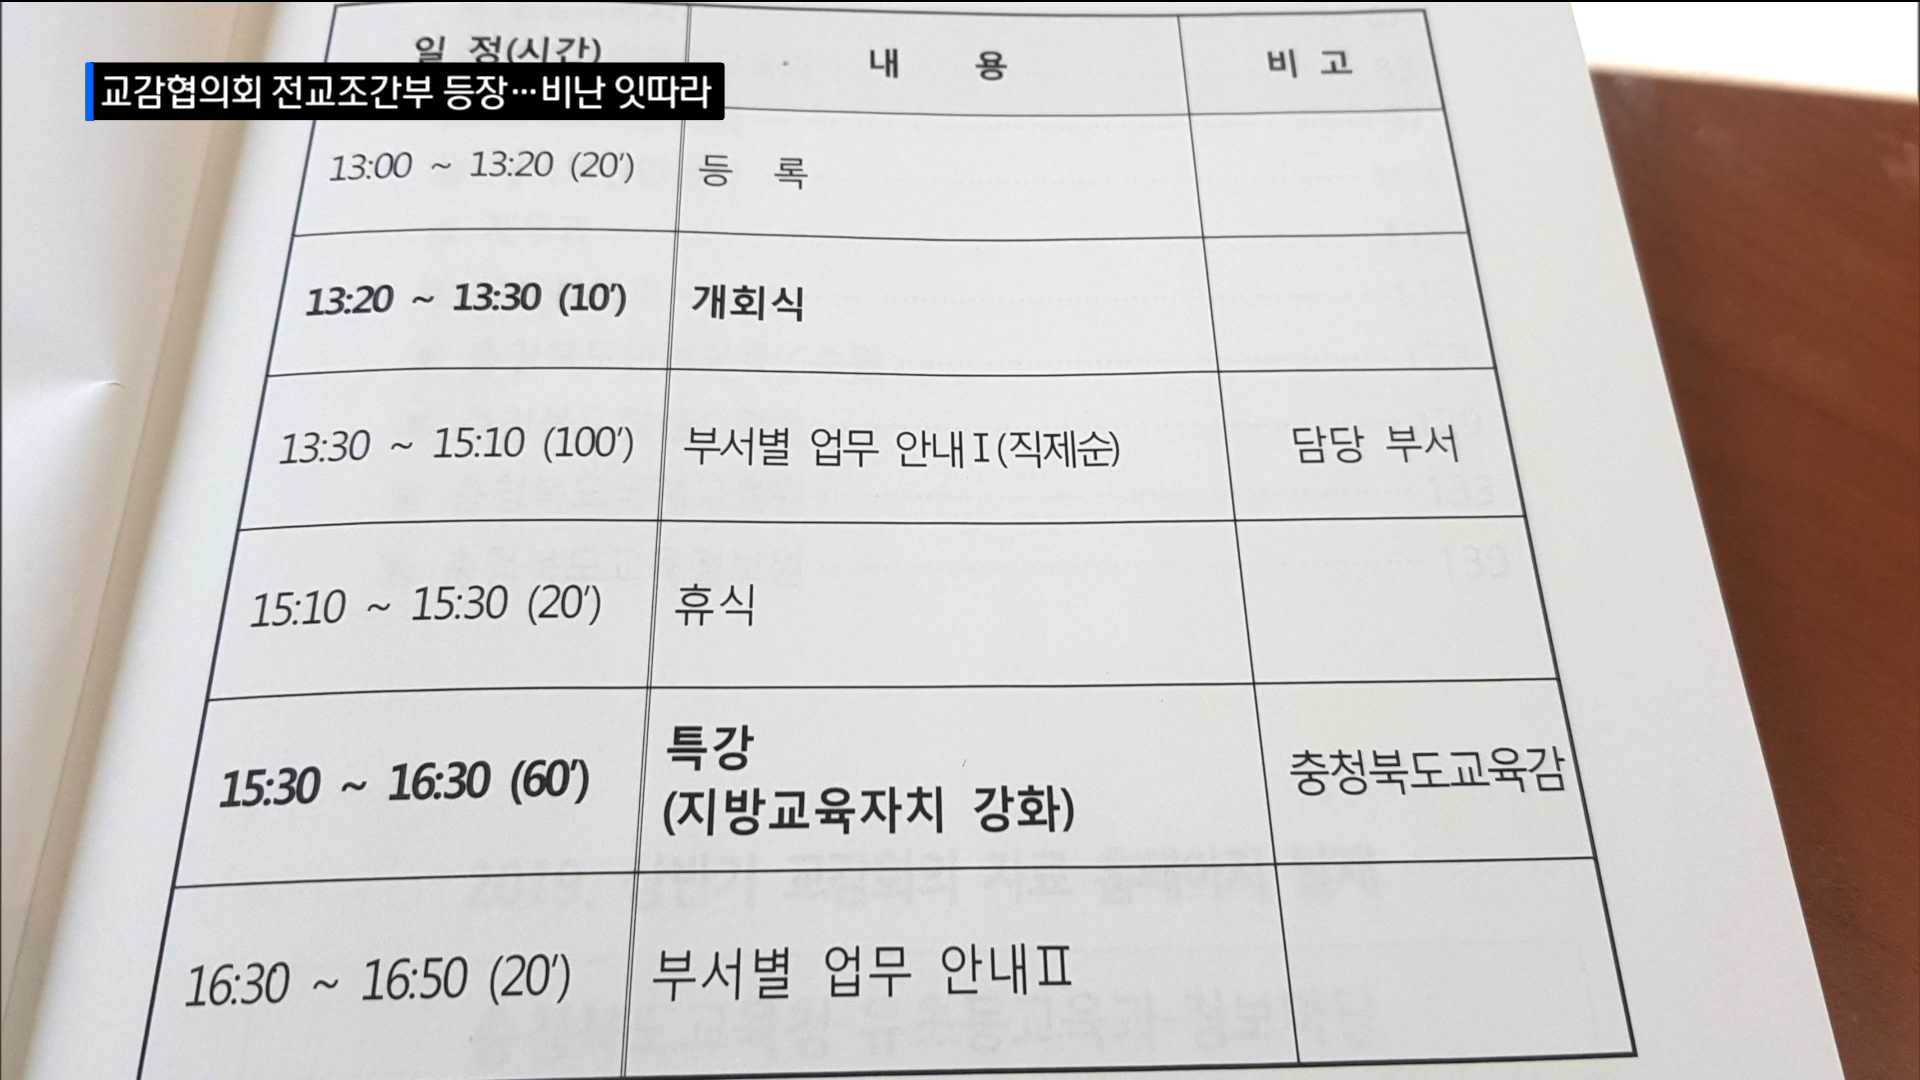 일 정(시간) 내 용 비 고
교감협의회 전교조간부 등장…비난 잇따라
13:00 ~ 13:20 (20′) 등 록
13:20 ~ 13:30 (10′) 개회식
13:30 ~ 15:10 (100′) 부서별 업무 안내Ⅰ(직제순) 담당 부서
15:10 ~ 15:30 (20′) 휴식
15:30 ~ 16:30 (60′) 특강
(지방교육자치 강화) 충청북도교육감
16:30 ~ 16:50 (20′) 부서별 업무 안내Ⅱ